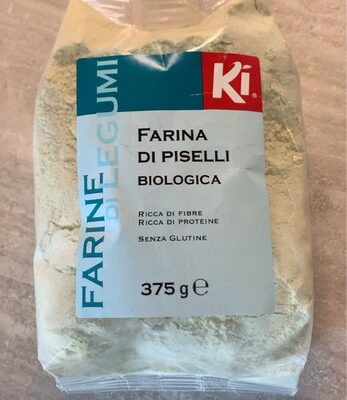 Ki®
FARINE
DI LEGUMI
FARINA
DI PISELLI
BIOLOGICA
RICCA DI FIBRE
RICCA DI PROTEINE
SENZA GLUTINE
375 g ℮